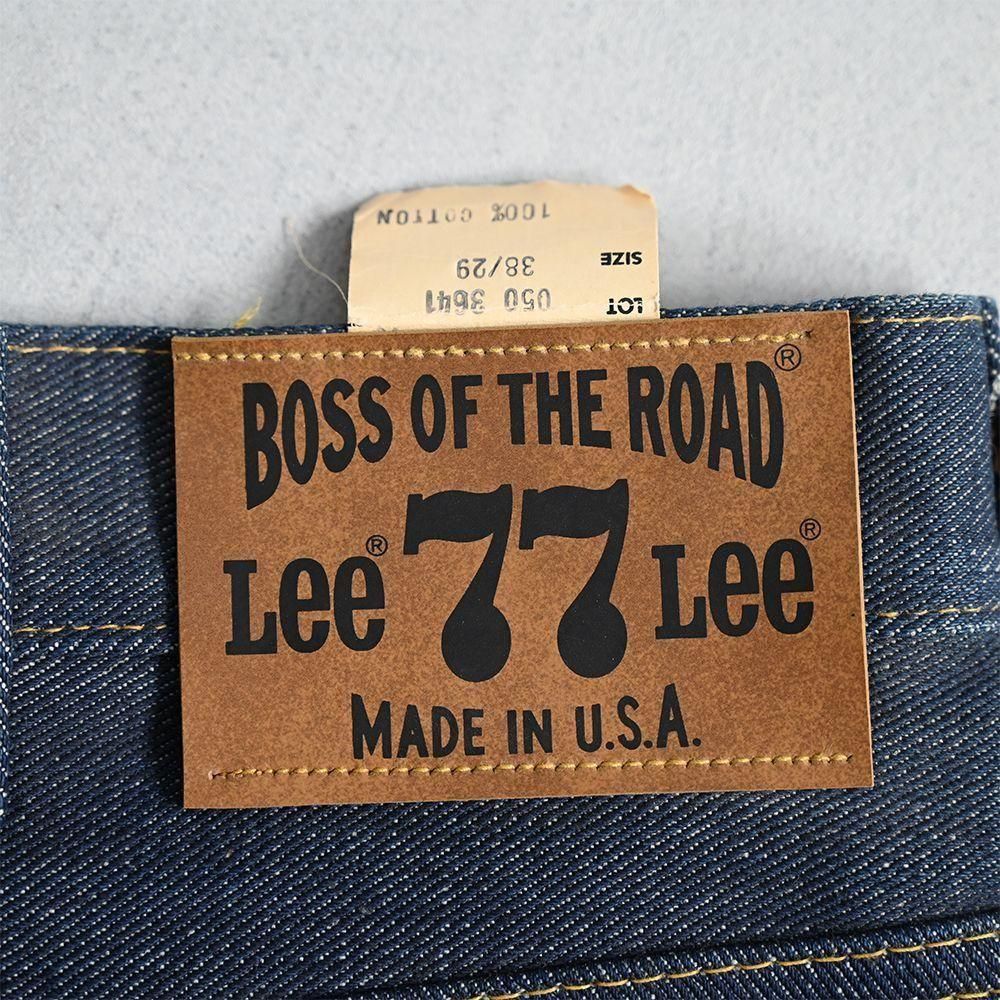 100% COTTON
SIZE 38/29
LOT 050 3641
BOSS OF THE ROAD®
Lee® 77 Lee®
MADE IN U.S.A.